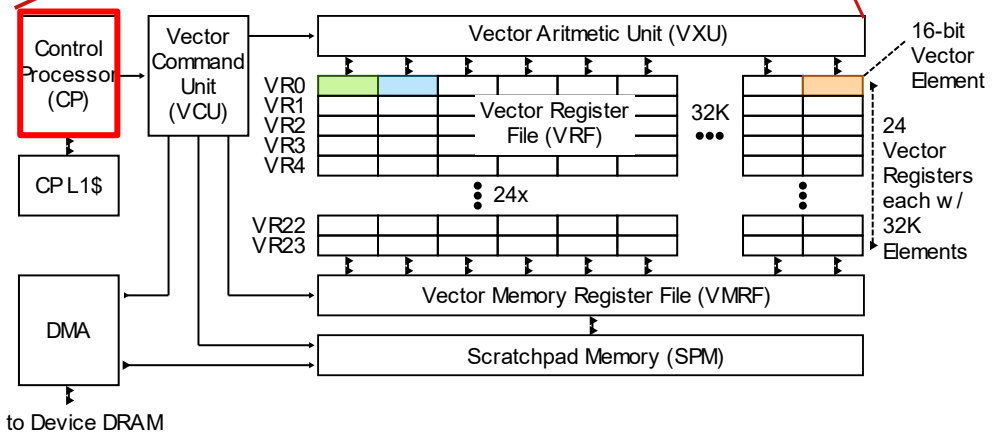 Control
Processor
(CP)
Vector
Command
Unit
(VCU)
Vector Aritmetic Unit (VXU)
16-bit
Vector
Element
VR0
VR1
VR2
VR3
VR4
Vector Register
File (VRF)
32K
24
Vector
Registers
each w/
32K
Elements
CP L1$
24x
VR22
VR23
DMA
Vector Memory Register File (VMRF)
Scratchpad Memory (SPM)
to Device DRAM